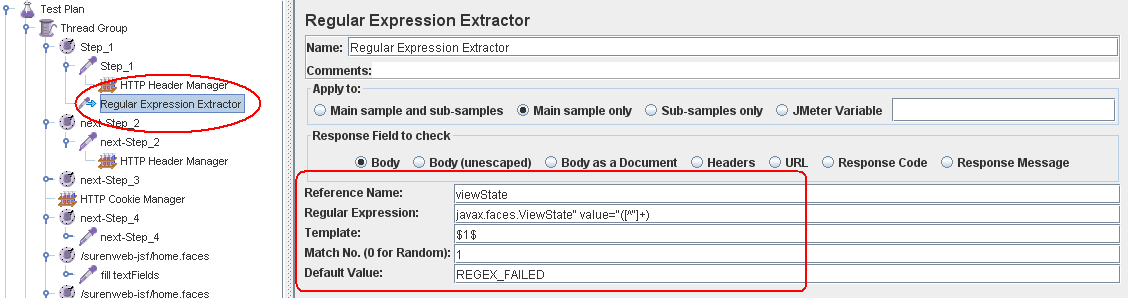 Test Plan
Thread Group
Step_1
Step_1
HTTP Header Manager
Regular Expression Extractor
next-Step_2
next-Step_2
HTTP Header Manager
next-Step_3
HTTP Cookie Manager
next-Step_4
next-Step_4
/surenweb-jsf/home.faces
fill textFields
/surenweb-jsf/home.faces
Regular Expression Extractor
Name: Regular Expression Extractor
Comments:
Apply to:
Main sample and sub-samples Main sample only Sub-samples only JMeter Variable
Response Field to check
Body Body (unescaped) Body as a Document Headers URL Response Code Response Message
Reference Name: viewState
Regular Expression: javax.faces.ViewState" value="([^"]+)
Template: $1$
Match No. (0 for Random): 1
Default Value: REGEX_FAILED